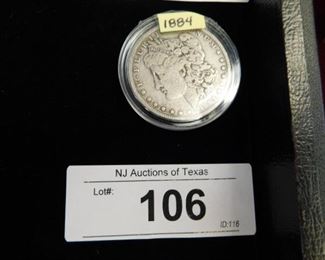 1884
NJ Auctions of Texas
Lot#:
106
ID:116